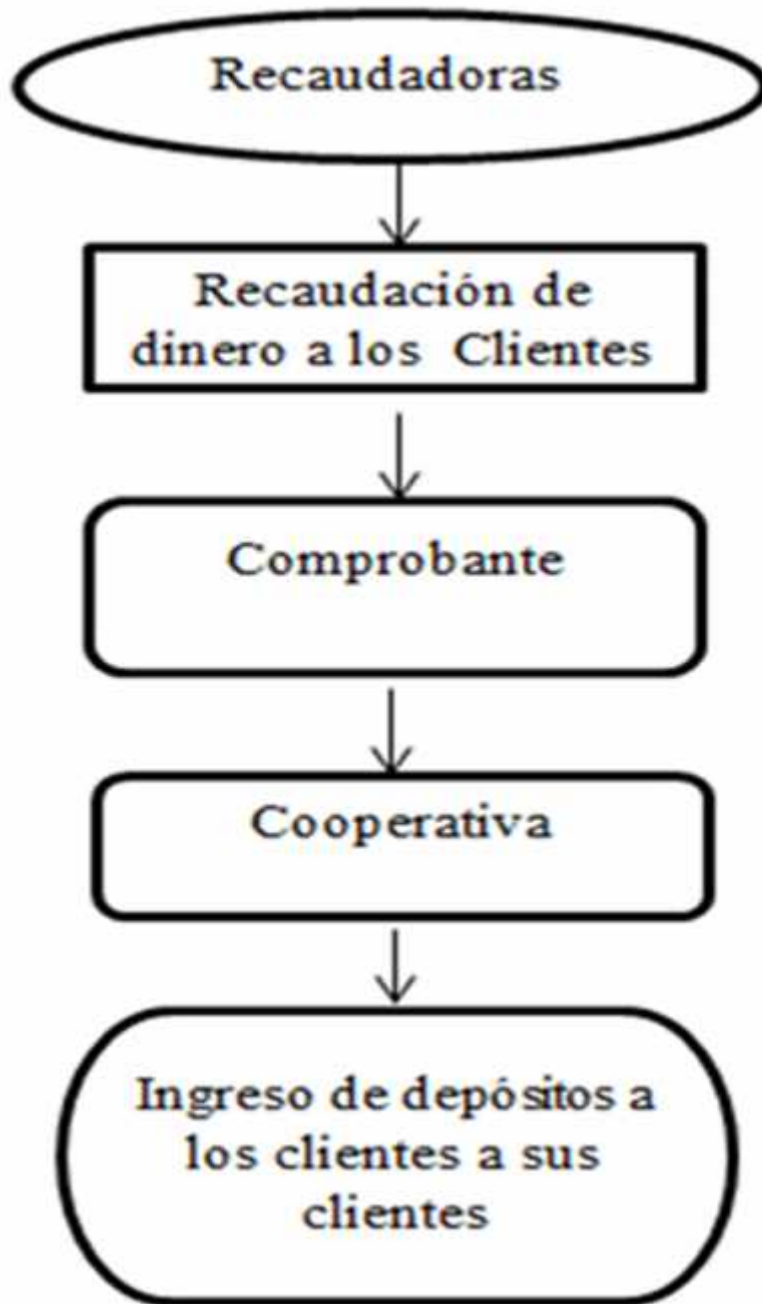 Recaudadoras
Recaudación de
dinero a los Clientes
Comprobante
Cooperativa
Ingreso de depósitos a
los clientes a sus
clientes